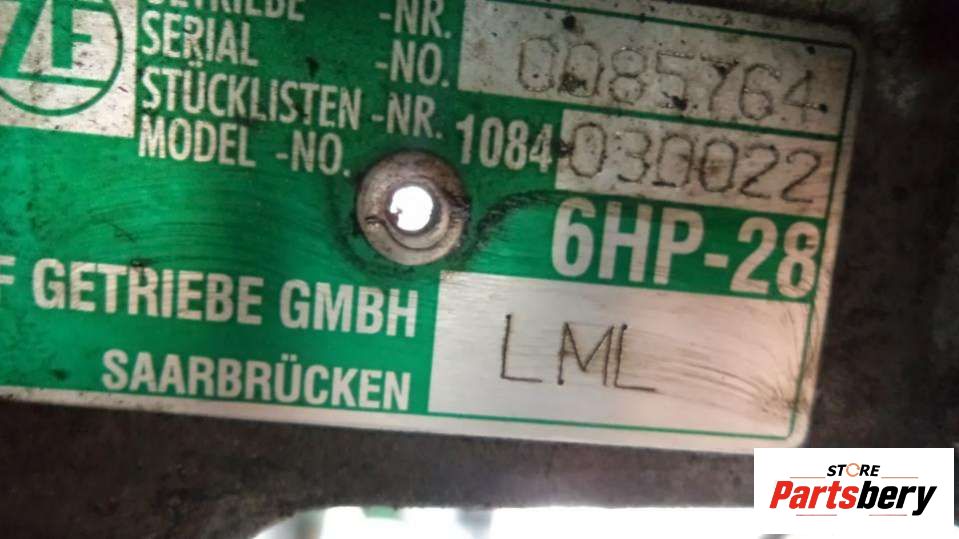 ZF
GETRIEBE -NR.
SERIAL -NO. 0085764
STÜCKLISTEN -NR.
MODEL -NO. 1084 030022
6HP-28
F GETRIEBE GMBH
SAARBRÜCKEN
LML
STORE
Partsbery